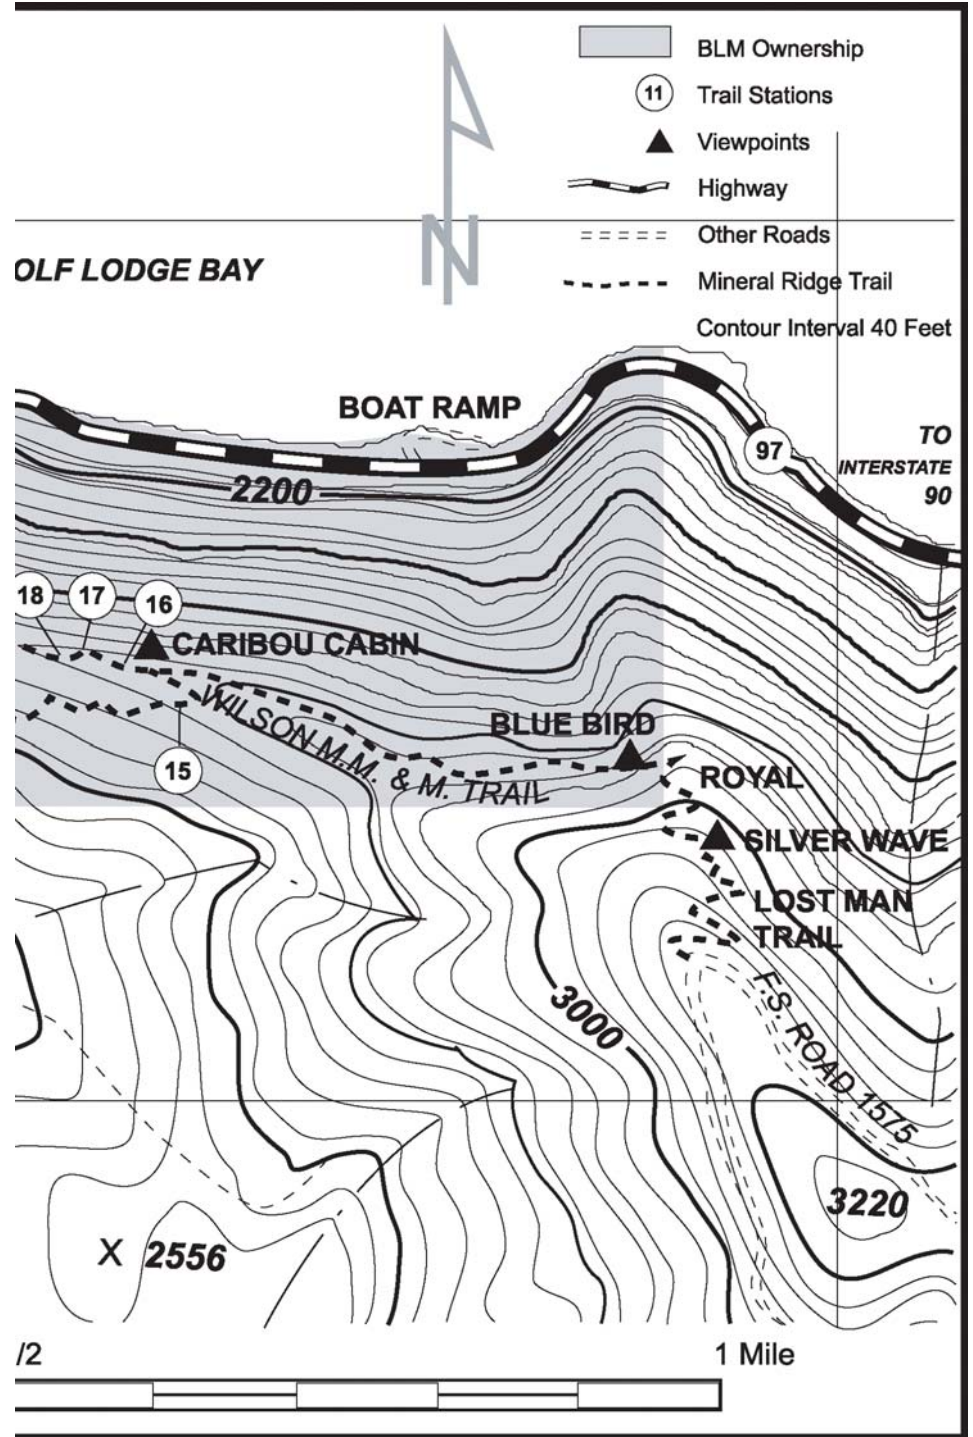 BLM Ownership
11 Trail Stations
Viewpoints
Highway
N
Other Roads
OLF LODGE BAY
Mineral Ridge Trail
Contour Interval 40 Feet
BOAT RAMP
97
TO
INTERSTATE
90
2200
18
17
16
CARIBOU CABIN
WILSON M.M. & M. TRAIL
BLUE BIRD
15
ROYAL
SILVER WAVE
LOST MAN
TRAIL
F.S. ROAD 1575
3000
3220
X 2556
/2
1 Mile